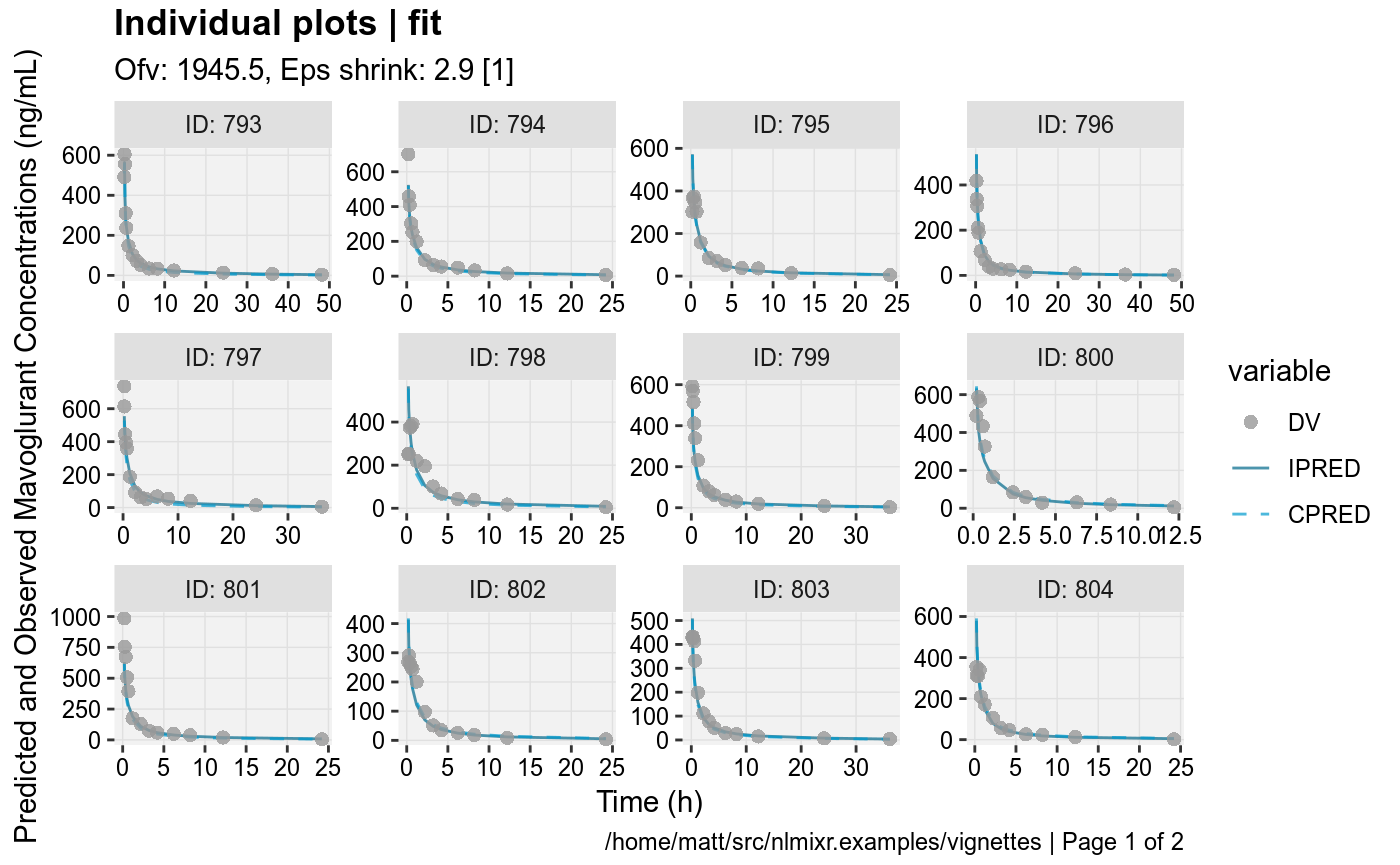 Individual plots | fit
Ofv: 1945.5, Eps shrink: 2.9 [1]
Predicted and Observed Mavoglurant Concentrations (ng/mL)
ID: 793
ID: 794
ID: 795
ID: 796
600
400
200
0
0 10 20 30 40 50
600
400
200
0
0 5 10 15 20 25
600
400
200
0
0 5 10 15 20 25
400
200
0
0 10 20 30 40 50
ID: 797
ID: 798
ID: 799
ID: 800
600
400
200
0
0 10 20 30
400
200
0
0 5 10 15 20 25
600
400
200
0
0 10 20 30
600
400
200
0
0.0 2.5 5.0 7.5 10.0 12.5
ID: 801
ID: 802
ID: 803
ID: 804
1000
750
500
250
0
0 5 10 15 20 25
400
300
200
100
0
0 5 10 15 20 25
500
400
300
200
100
0
0 10 20 30
600
400
200
0
0 5 10 15 20 25
Time (h)
variable
DV
IPRED
CPRED
/home/matt/src/nlmixr.examples/vignettes | Page 1 of 2